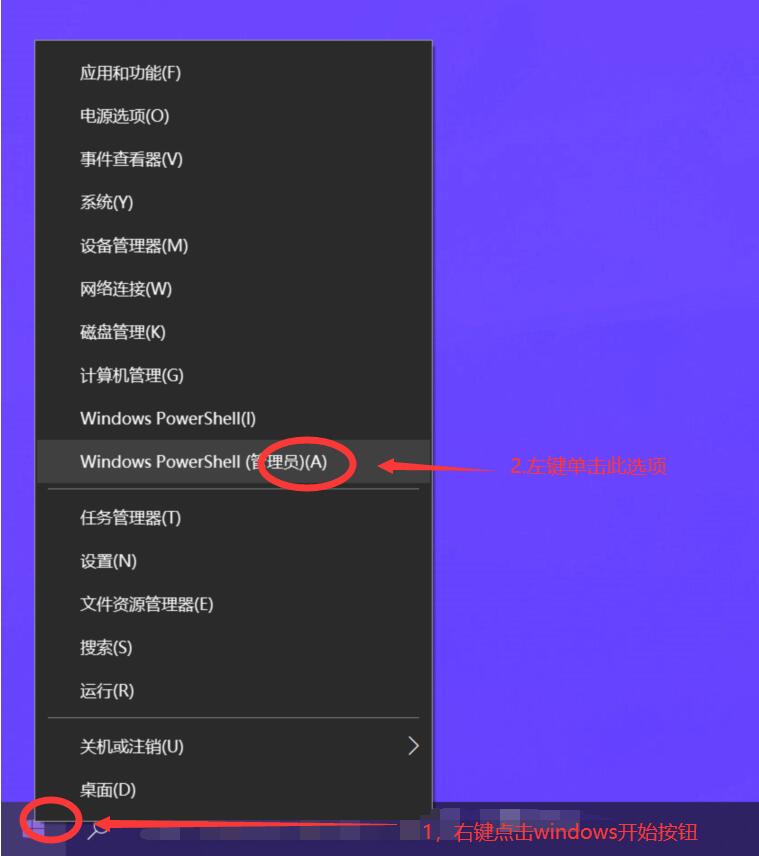 应用和功能(F)
电源选项(O)
事件查看器(V)
系统(Y)
设备管理器(M)
网络连接(W)
磁盘管理(K)
计算机管理(G)
Windows PowerShell(I)
Windows PowerShell (管理员)(A)
2.左键单击此选项
任务管理器(T)
设置(N)
文件资源管理器(E)
搜索(S)
运行(R)
关机或注销(U)
桌面(D)
1，右键点击windows开始按钮